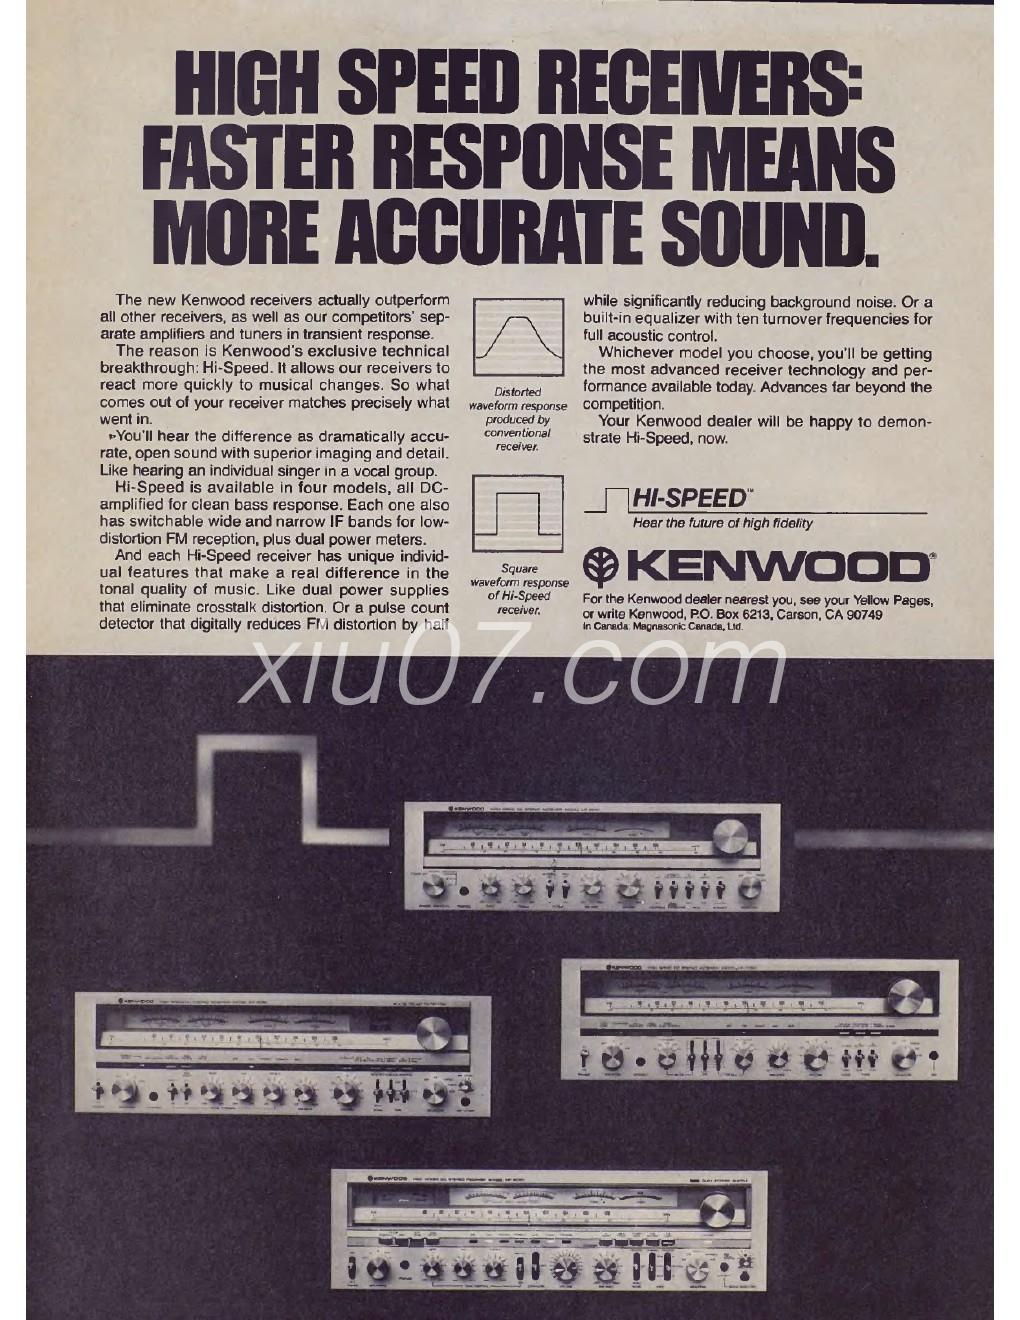 HIGH SPEED RECEIVERS:
FASTER RESPONSE MEANS
MORE ACCURATE SOUND.
The new Kenwood receivers actually outperform
all other receivers, as well as our competitors' sep-
arate amplifiers and tuners in transient response.
The reason is Kenwood's exclusive technical
breakthrough: Hi-Speed. It allows our receivers to
react more quickly to musical changes. So what
comes out of your receiver matches precisely what
went in.
You'll hear the difference as dramatically accu-
rate, open sound with superior imaging and detail.
Like hearing an individual singer in a vocal group.
Hi-Speed is available in four models, all DC-
amplified for clean bass response. Each one also
has switchable wide and narrow IF bands for low-
distortion FM reception, plus dual power meters.
And each Hi-Speed receiver has unique individ-
ual features that make a real difference in the
tonal quality of music. Like dual power supplies
that eliminate crosstalk distortion. Or a pulse count
detector that digitally reduces FM distortion by half
Distorted
waveform response
produced by
conventional
receiver.
Square
waveform response
of Hi-Speed
receiver.
while significantly reducing background noise. Or a
built-in equalizer with ten turnover frequencies for
full acoustic control.
Whichever model you choose, you'll be getting
the most advanced receiver technology and per-
formance available today. Advances far beyond the
competition.
Your Kenwood dealer will be happy to demon-
strate Hi-Speed, now.
HI-SPEED™
Hear the future of high fidelity
KENWOOD®
For the Kenwood dealer nearest you, see your Yellow Pages,
or write Kenwood, P.O. Box 6213, Carson, CA 90749
In Canada: Magnasonic Canada, Ltd.
xiu07.com
KENWOOD
KENWOOD
KENWOOD
KENWOOD